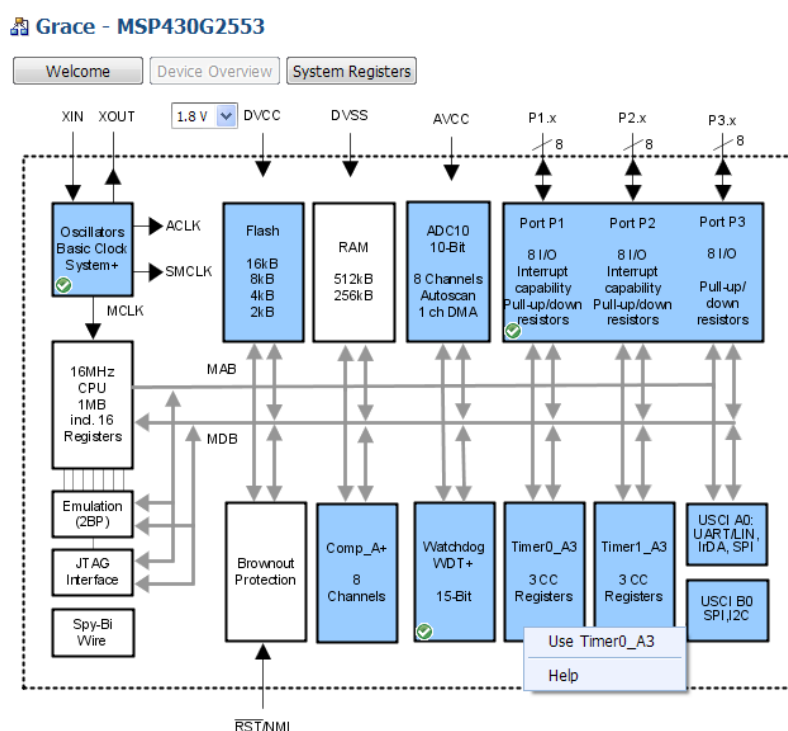 Grace - MSP430G2553
Welcome
Device Overview
System Registers
XIN
XOUT
1.8 V
DVCC
DVSS
AVCC
P1.x
P2.x
P3.x
8
8
8
Oscillators
Basic Clock
System+
ACLK
SMCLK
MCLK
Flash
16kB
8kB
4kB
2kB
RAM
512kB
256kB
ADC10
10-Bit
8 Channels
Autoscan
1 ch DMA
Port P1
8 I/O
Interrupt
capability
Pull-up/down
resistors
Port P2
8 I/O
Interrupt
capability
Pull-up/down
resistors
Port P3
8 I/O
Pull-up/
down
resistors
16MHz
CPU
1MB
incl. 16
Registers
MAB
MDB
Emulation
(2BP)
JTAG
Interface
Spy-Bi
Wire
Brownout
Protection
Comp_A+
8
Channels
Watchdog
WDT+
15-Bit
Timer0_A3
3 CC
Registers
Timer1_A3
3 CC
Registers
USCI A0:
UART/LIN,
IrDA, SPI
USCI B0
SPI,I2C
Use Timer0_A3
Help
RST/NMI